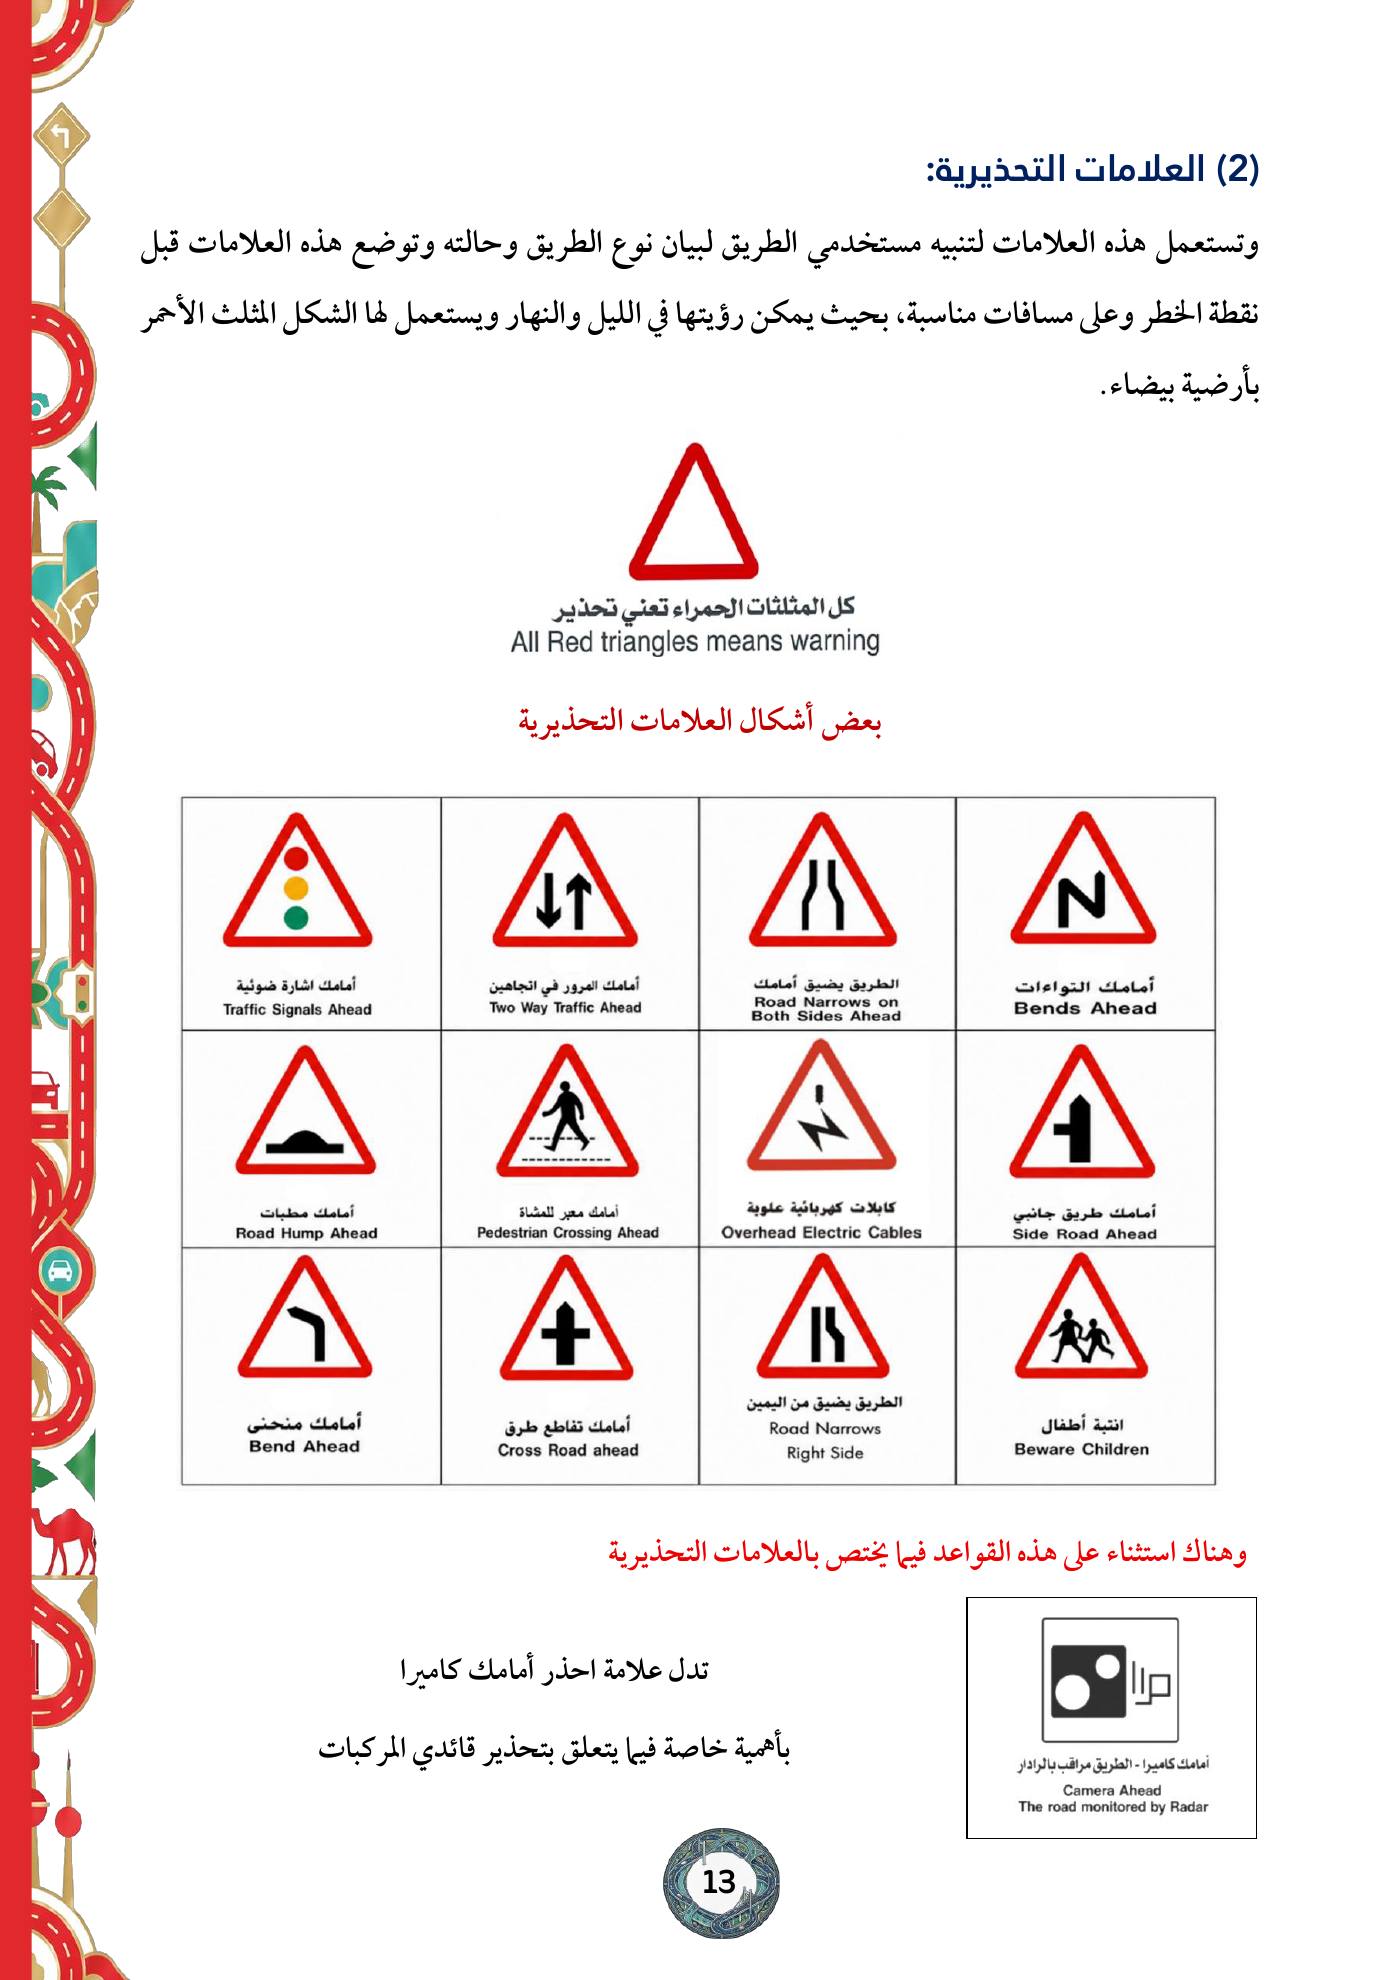 (2) العلامات التحذيرية:
وتستعمل هذه العلامات لتنبيه مستخدمي الطريق لبيان نوع الطريق وحالته وتوضع هذه العلامات قبل
نقطة الخطر وعلى مسافات مناسبة، بحيث يمكن رؤيتها في الليل والنهار ويستعمل لها الشكل المثلث الأحمر
بأرضية بيضاء.
كل المثلثات الحمراء تعني تحذير
All Red triangles means warning
بعض أشكال العلامات التحذيرية
أمامك التواءات
Bends Ahead
الطريق يضيق أمامك
Road Narrows on
Both Sides Ahead
أمامك المرور في اتجاهين
Two Way Traffic Ahead
أمامك اشارة ضوئية
Traffic Signals Ahead
أمامك طريق جانبي
Side Road Ahead
كابلات كهربائية علوية
Overhead Electric Cables
أمامك معبر للمشاة
Pedestrian Crossing Ahead
أمامك مطبات
Road Hump Ahead
انتبة أطفال
Beware Children
الطريق يضيق من اليمين
Road Narrows
Right Side
أمامك تقاطع طرق
Cross Road ahead
أمامك منحنى
Bend Ahead
وهناك استثناء على هذه القواعد فيما يختص بالعلامات التحذيرية
تدل علامة احذر أمامك كاميرا
بأهمية خاصة فيما يتعلق بتحذير قائدي المركبات
أمامك كاميرا - الطريق مراقب بالرادار
Camera Ahead
The road monitored by Radar
13